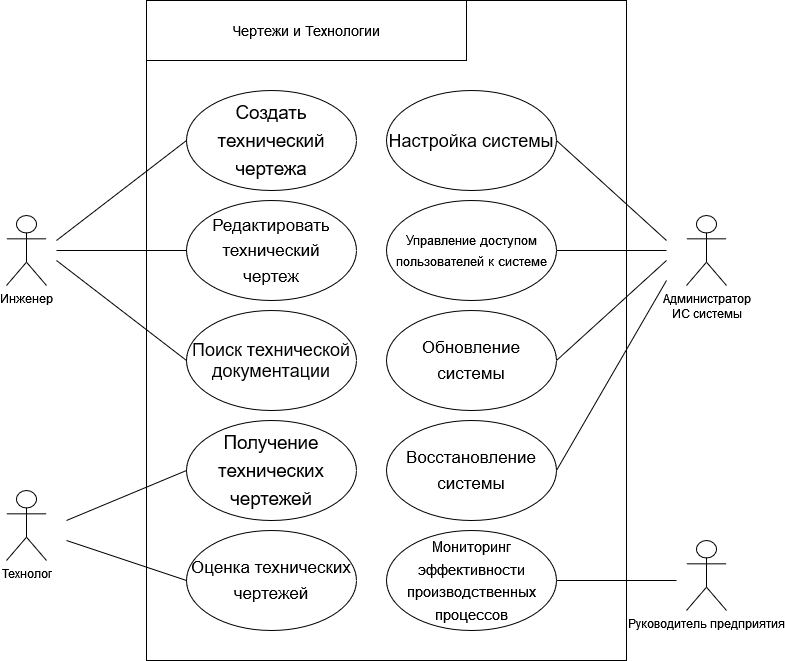 Чертежи и Технологии
Создать
технический
чертежа
Настройка системы
Редактировать
технический
чертеж
Управление доступом
пользователей к системе
Инженер
Администратор
ИС системы
Поиск технической
документации
Обновление
системы
Получение
технических
чертежей
Восстановление
системы
Технолог
Оценка технических
чертежей
Мониторинг
эффективности
производственных
процессов
Руководитель предприятия